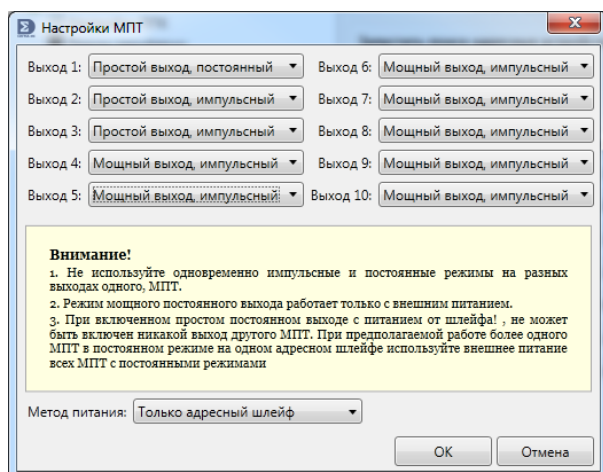 Настройки МПТ
Выход 1: Простой выход, постоянный Выход 6: Мощный выход, импульсный
Выход 2: Простой выход, импульсный Выход 7: Мощный выход, импульсный
Выход 3: Простой выход, импульсный Выход 8: Мощный выход, импульсный
Выход 4: Мощный выход, импульсный Выход 9: Мощный выход, импульсный
Выход 5: Мощный выход, импульсный Выход 10: Мощный выход, импульсный
Внимание!
1. Не используйте одновременно импульсные и постоянные режимы на разных
выходах одного, МПТ.
2. Режим мощного постоянного выхода работает только с внешним питанием.
3. При включенном простом постоянном выходе с питанием от шлейфа! , не может
быть включен никакой выход другого МПТ. При предполагаемой работе более одного
МПТ в постоянном режиме на одном адресном шлейфе используйте внешнее питание
всех МПТ с постоянными режимами
Метод питания: Только адресный шлейф
OK Отмена